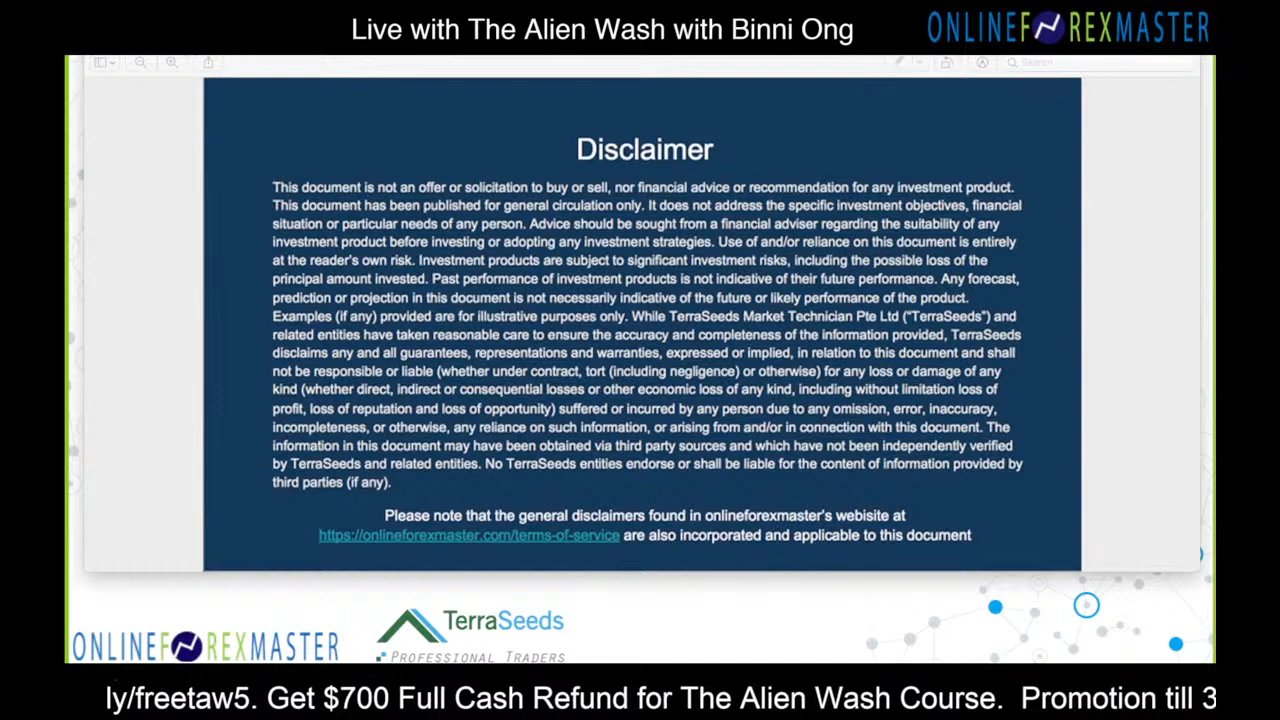 Live with The Alien Wash with Binni Ong
ONLINEFOREXMASTER
Search
Disclaimer
This document is not an offer or solicitation to buy or sell, nor financial advice or recommendation for any investment product.
This document has been published for general circulation only. It does not address the specific investment objectives, financial
situation or particular needs of any person. Advice should be sought from a financial adviser regarding the suitability of any
investment product before investing or adopting any investment strategies. Use of and/or reliance on this document is entirely
at the reader's own risk. Investment products are subject to significant investment risks, including the possible loss of the
principal amount invested. Past performance of investment products is not indicative of their future performance. Any forecast,
prediction or projection in this document is not necessarily indicative of the future or likely performance of the product.
Examples (if any) provided are for illustrative purposes only. While TerraSeeds Market Technician Pte Ltd ("TerraSeeds") and
related entities have taken reasonable care to ensure the accuracy and completeness of the information provided, TerraSeeds
disclaims any and all guarantees, representations and warranties, expressed or implied, in relation to this document and shall
not be responsible or liable (whether under contract, tort (including negligence) or otherwise) for any loss or damage of any
kind (whether direct, indirect or consequential losses or other economic loss of any kind, including without limitation loss of
profit, loss of reputation and loss of opportunity) suffered or incurred by any person due to any omission, error, inaccuracy,
incompleteness, or otherwise, any reliance on such information, or arising from and/or in connection with this document. The
information in this document may have been obtained via third party sources and which have not been independently verified
by TerraSeeds and related entities. No TerraSeeds entities endorse or shall be liable for the content of information provided by
third parties (if any).
Please note that the general disclaimers found in onlineforexmaster's webisite at
https://onlineforexmaster.com/terms-of-service are also incorporated and applicable to this document
ONLINEFOREXMASTER
TerraSeeds
PROFESSIONAL TRADERS
ly/freetaw5. Get $700 Full Cash Refund for The Alien Wash Course. Promotion till 3